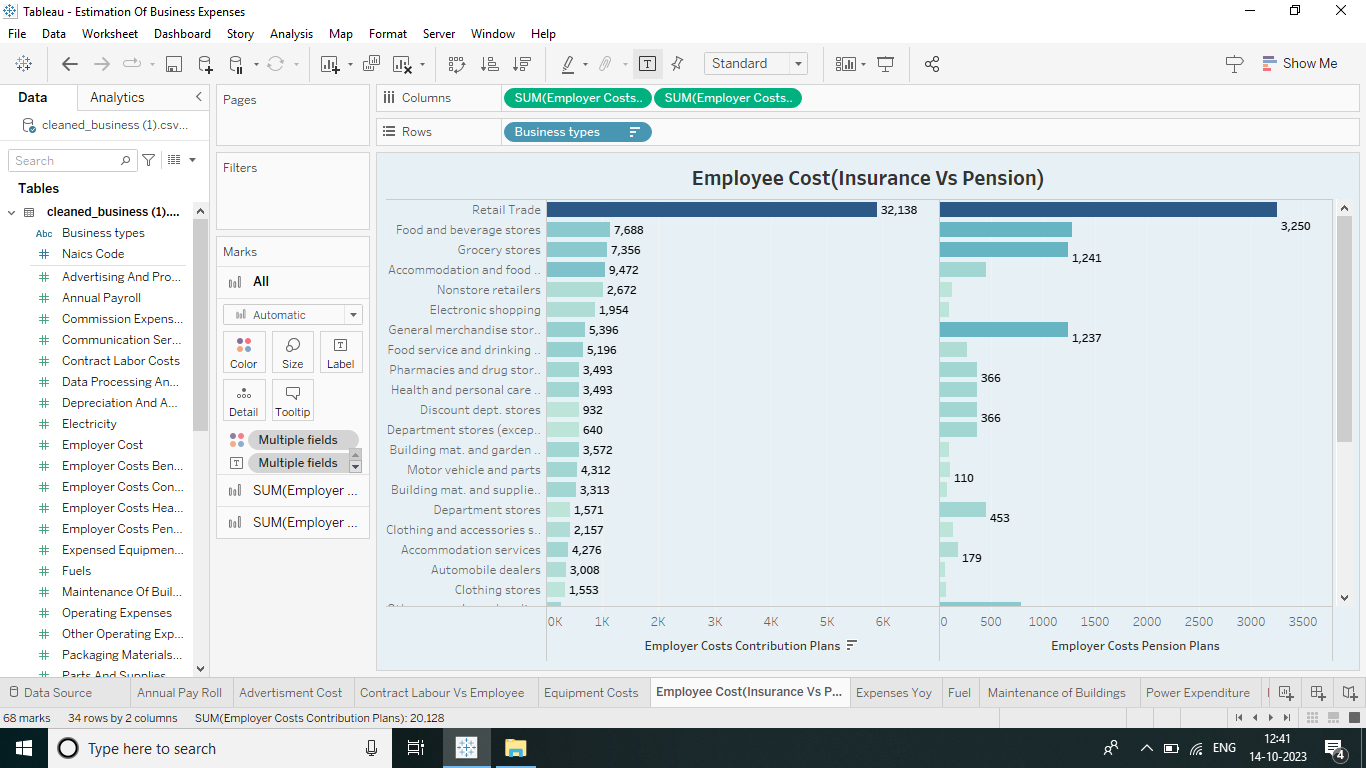 Tableau - Estimation Of Business Expenses
File Data Worksheet Dashboard Story Analysis Map Format Server Window Help
Standard
Show Me
Data Analytics
cleaned_business (1).csv...
Search
Tables
cleaned_business (1)....
Abc Business types
Naics Code
Advertising And Pro...
Annual Payroll
Commission Expens...
Communication Ser...
Contract Labor Costs
Data Processing An...
Depreciation And A...
Electricity
Employer Cost
Employer Costs Ben...
Employer Costs Con...
Employer Costs Hea...
Employer Costs Pen...
Expensed Equipmen...
Fuels
Maintenance Of Buil...
Operating Expenses
Other Operating Exp...
Packaging Materials...
Parts And Supplies
Pages
Filters
Marks
All
Automatic
Color Size Label
Detail Tooltip
Multiple fields
Multiple fields
SUM(Employer ...
SUM(Employer ...
Columns SUM(Employer Costs.. SUM(Employer Costs..
Rows Business types
Employee Cost(Insurance Vs Pension)
Retail Trade 32,138 3,250
Food and beverage stores 7,688
Grocery stores 7,356 1,241
Accommodation and food .. 9,472
Nonstore retailers 2,672
Electronic shopping 1,954
General merchandise stor.. 5,396 1,237
Food service and drinking .. 5,196
Pharmacies and drug stor.. 3,493 366
Health and personal care .. 3,493
Discount dept. stores 932 366
Department stores (excep.. 640
Building mat. and garden .. 3,572
Motor vehicle and parts 4,312 110
Building mat. and supplie.. 3,313
Department stores 1,571 453
Clothing and accessories s.. 2,157
Accommodation services 4,276 179
Automobile dealers 3,008
Clothing stores 1,553
0K 1K 2K 3K 4K 5K 6K 0 500 1000 1500 2000 2500 3000 3500
Employer Costs Contribution Plans Employer Costs Pension Plans
Data Source Annual Pay Roll Advertisment Cost Contract Labour Vs Employee Equipment Costs Employee Cost(Insurance Vs P... Expenses Yoy Fuel Maintenance of Buildings Power Expenditure
68 marks 34 rows by 2 columns SUM(Employer Costs Contribution Plans): 20,128
Type here to search
ENG
12:41
14-10-2023
4